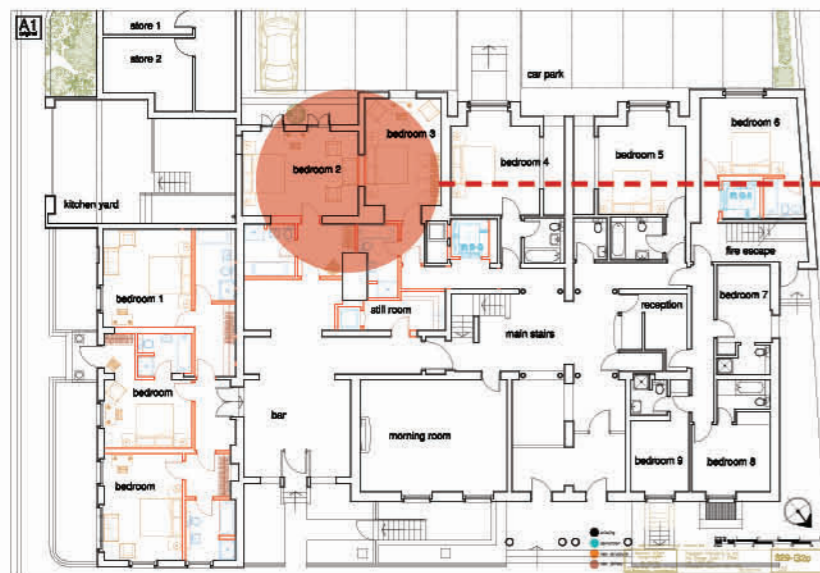 A1
store 1
store 2
car park
bedroom 2
bedroom 3
bedroom 4
bedroom 5
bedroom 6
kitchen yard
fire escape
bedroom 1
bedroom 7
still room
reception
main stairs
bedroom
bar
morning room
bedroom
bedroom 9
bedroom 8